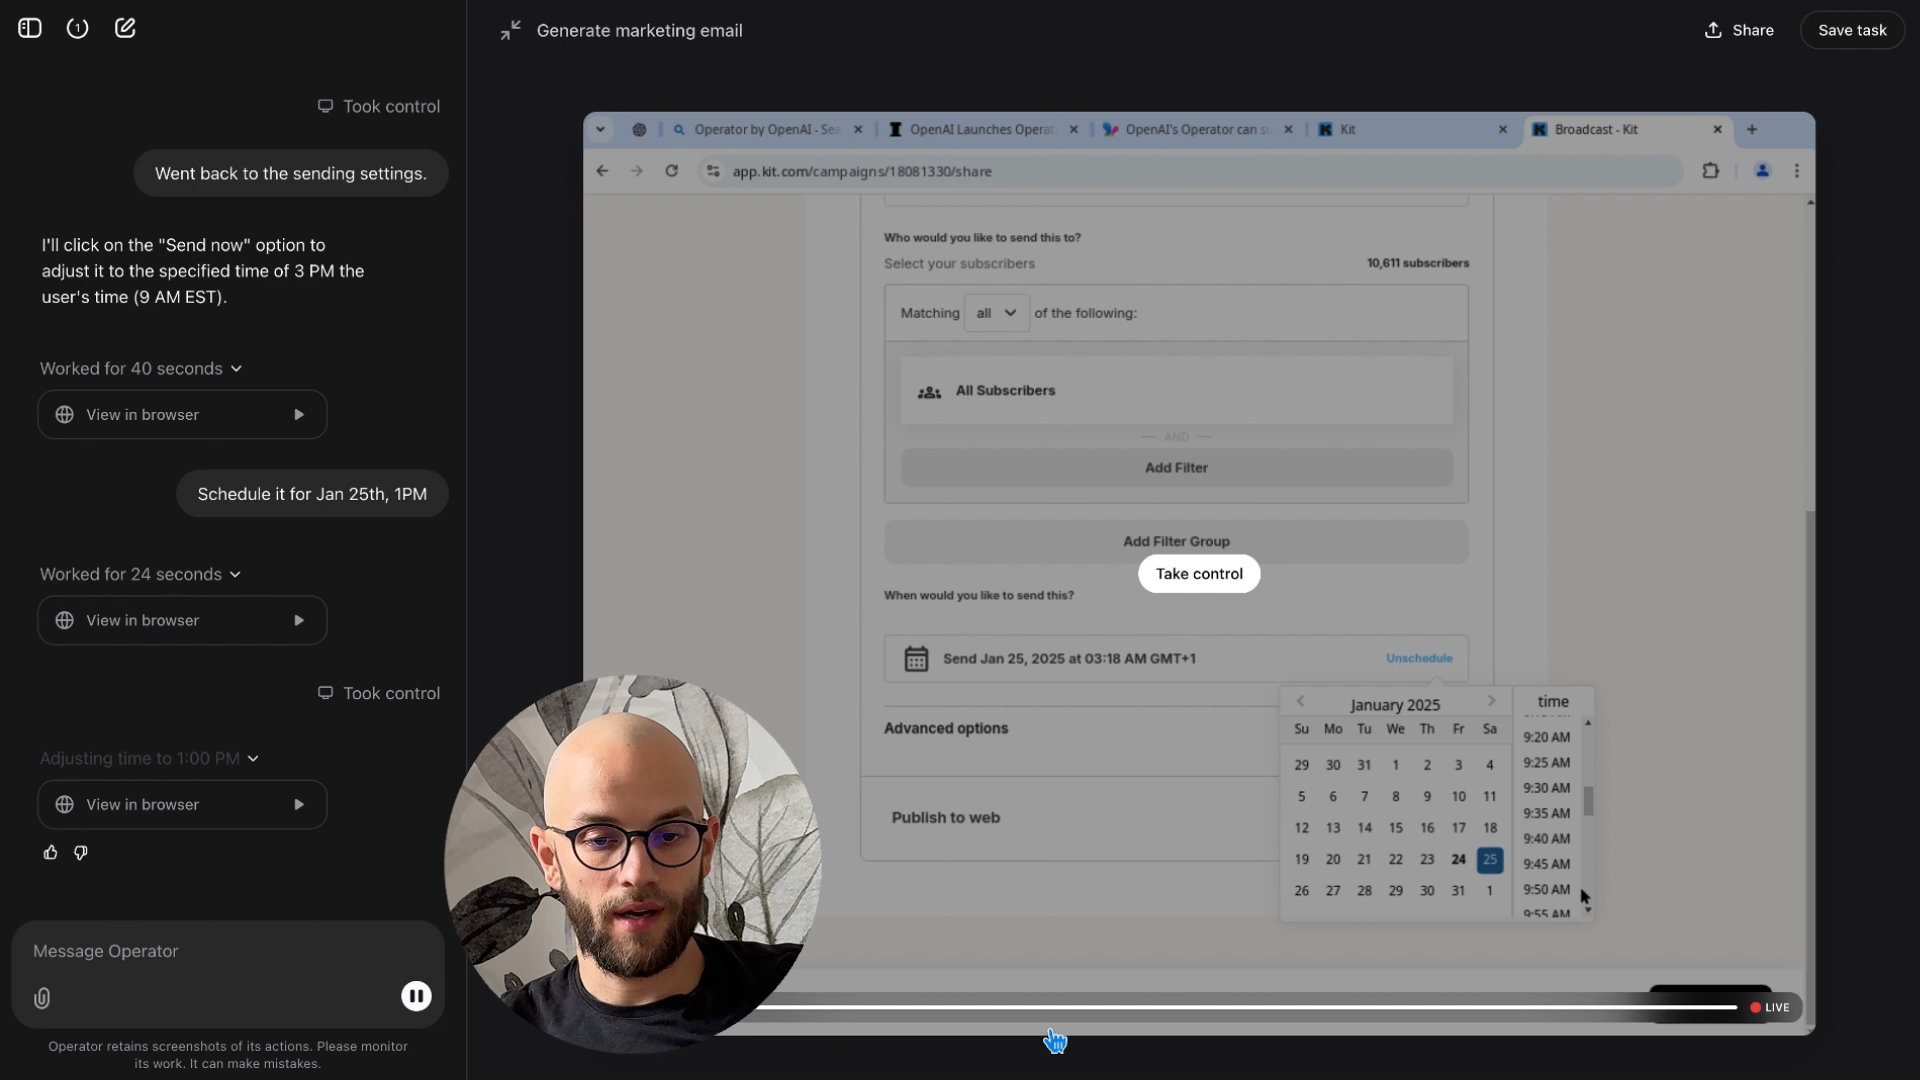 1
Generate marketing email
Share
Save task
Took control
Went back to the sending settings.
I'll click on the "Send now" option to
adjust it to the specified time of 3 PM the
user's time (9 AM EST).
Worked for 40 seconds
View in browser
Schedule it for Jan 25th, 1PM
Worked for 24 seconds
View in browser
Took control
Adjusting time to 1:00 PM
View in browser
Message Operator
Operator retains screenshots of its actions. Please monitor
its work. It can make mistakes.
Operator by OpenAI - Sea
OpenAI Launches Operat
OpenAI's Operator can s
Kit
Broadcast - Kit
app.kit.com/campaigns/18081330/share
Who would you like to send this to?
Select your subscribers
10,611 subscribers
Matching all of the following:
All Subscribers
AND
Add Filter
Add Filter Group
Take control
When would you like to send this?
Send Jan 25, 2025 at 03:18 AM GMT+1
Unschedule
Advanced options
Publish to web
January 2025
Su Mo Tu We Th Fr Sa
29 30 31 1 2 3 4
5 6 7 8 9 10 11
12 13 14 15 16 17 18
19 20 21 22 23 24 25
26 27 28 29 30 31 1
time
9:20 AM
9:25 AM
9:30 AM
9:35 AM
9:40 AM
9:45 AM
9:50 AM
9:55 AM
LIVE